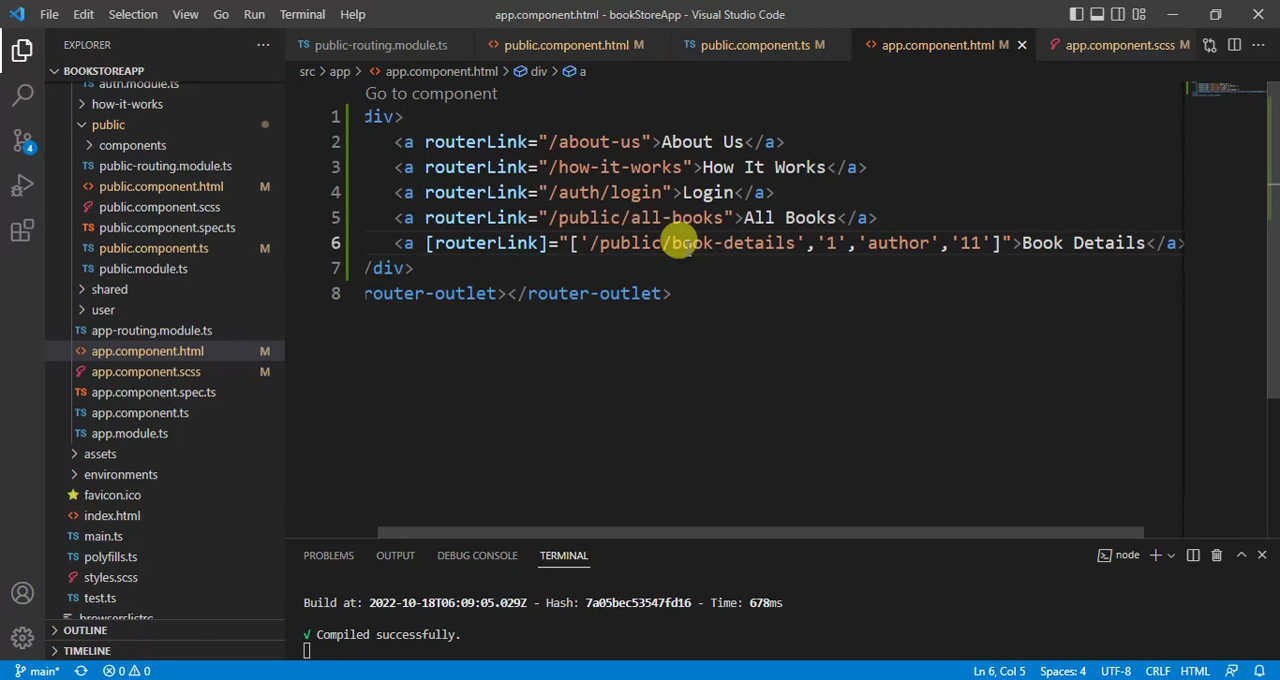 File Edit Selection View Go Run Terminal Help app.component.html - bookStoreApp - Visual Studio Code
EXPLORER
public-routing.module.ts public.component.html M public.component.ts M app.component.html M app.component.scss M
BOOKSTOREAPP
src > app > app.component.html > div > a
auth.module.ts
how-it-works
public
components
public-routing.module.ts
public.component.html M
public.component.scss
public.component.spec.ts
public.component.ts M
public.module.ts
shared
user
app-routing.module.ts
app.component.html M
app.component.scss M
app.component.spec.ts
app.component.ts
app.module.ts
assets
environments
favicon.ico
index.html
main.ts
polyfills.ts
styles.scss
test.ts
browserslistrc
OUTLINE
TIMELINE
Go to component
1 div>
2 <a routerLink="/about-us">About Us</a>
3 <a routerLink="/how-it-works">How It Works</a>
4 <a routerLink="/auth/login">Login</a>
5 <a routerLink="/public/all-books">All Books</a>
6 <a [routerLink]="['/public/book-details','1','author','11']">Book Details</a>
7 /div>
8 router-outlet></router-outlet>
PROBLEMS OUTPUT DEBUG CONSOLE TERMINAL node
Build at: 2022-10-18T06:09:05.029Z - Hash: 7a05bec53547fd16 - Time: 678ms
√ Compiled successfully.
4
main* 0 0 Ln 6, Col 5 Spaces: 4 UTF-8 CRLF HTML